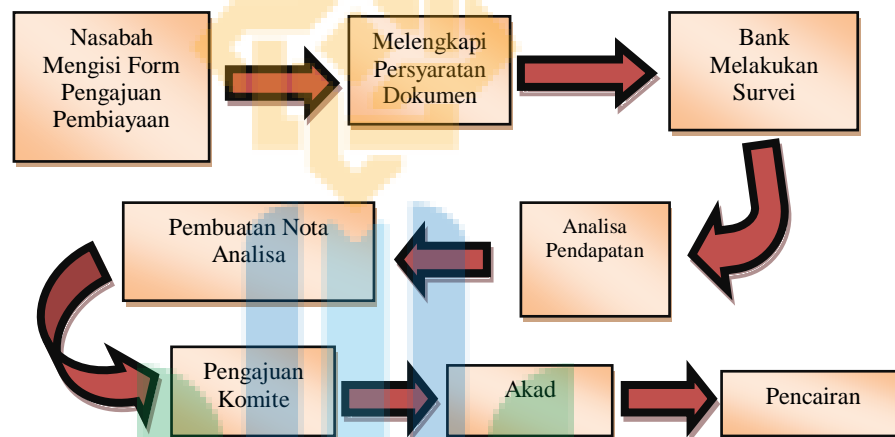 Nasabah
Mengisi Form
Pengajuan
Pembiayaan
Melengkapi
Persyaratan
Dokumen
Bank
Melakukan
Survei
Analisa
Pendapatan
Pembuatan Nota
Analisa
Pengajuan
Komite
Akad
Pencairan